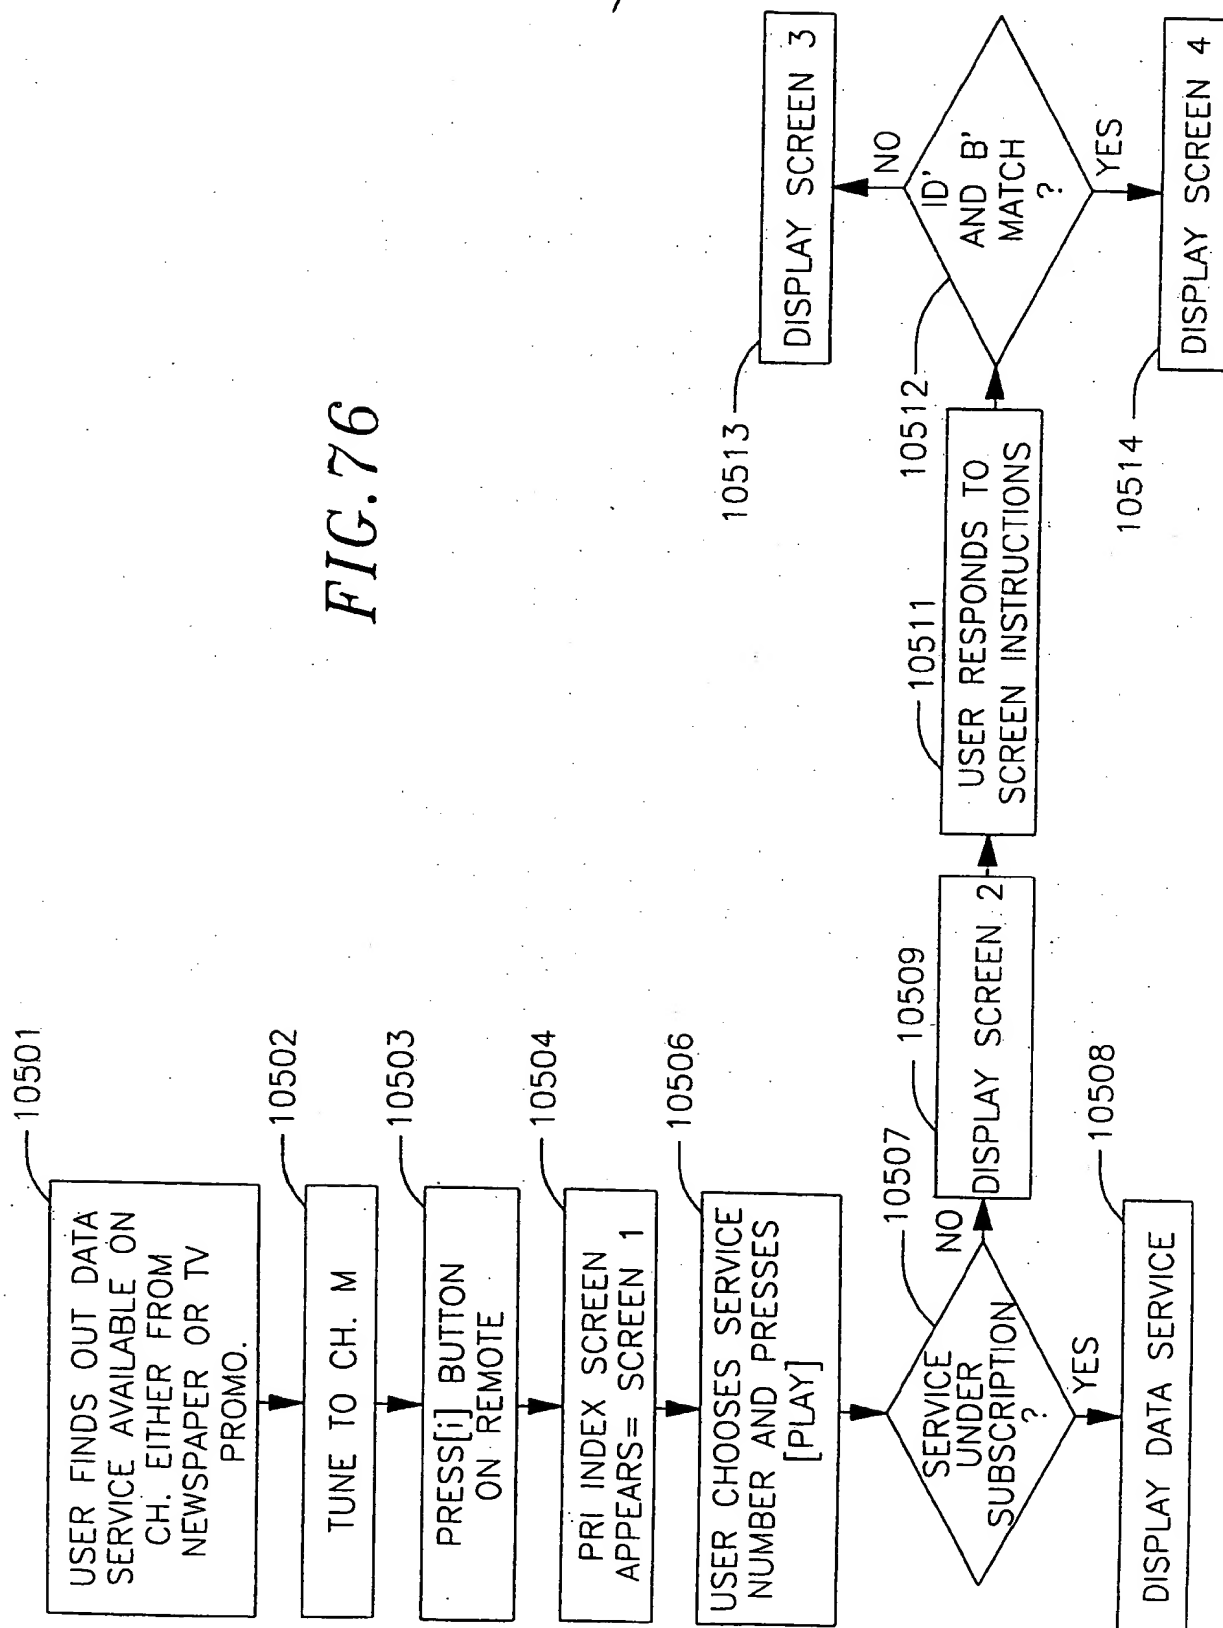 FIG.76
10501
USER FINDS OUT DATA
SERVICE AVAILABLE ON
CH. EITHER FROM
NEWSPAPER OR TV
PROMO.
10502
TUNE TO CH. M
10503
PRESS[i] BUTTON
ON REMOTE
10504
PRI INDEX SCREEN
APPEARS= SCREEN 1
10506
USER CHOOSES SERVICE
NUMBER AND PRESSES
[PLAY]
10507
SERVICE
UNDER
SUBSCRIPTION
?
NO
YES
10508
DISPLAY DATA SERVICE
10509
DISPLAY SCREEN 2
10511
USER RESPONDS TO
SCREEN INSTRUCTIONS
10512
ID'
AND B'
MATCH
?
NO
YES
10513
DISPLAY SCREEN 3
10514
DISPLAY SCREEN 4